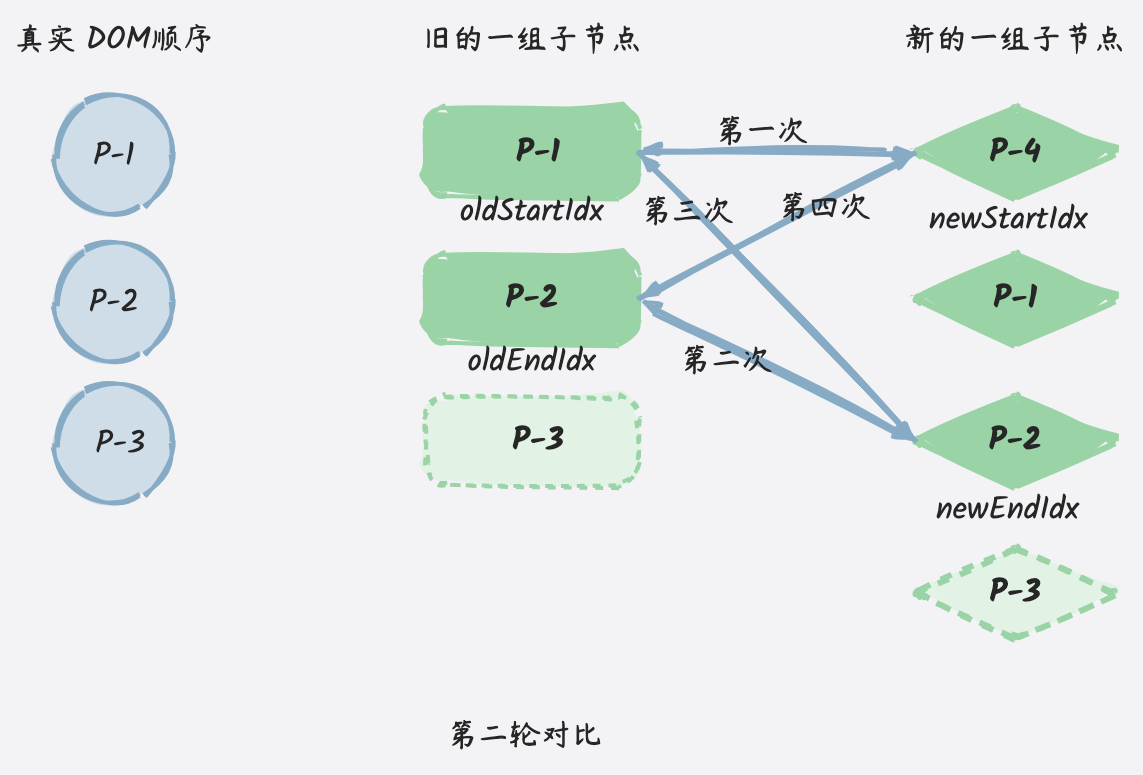 真实 DOM顺序
旧的一组子节点
新的一组子节点
P-1
P-1
第一次
P-4
oldStartIdx
第三次
第四次
newStartIdx
P-2
P-2
P-1
oldEndIdx
第二次
P-3
P-3
P-2
newEndIdx
P-3
第二轮对比